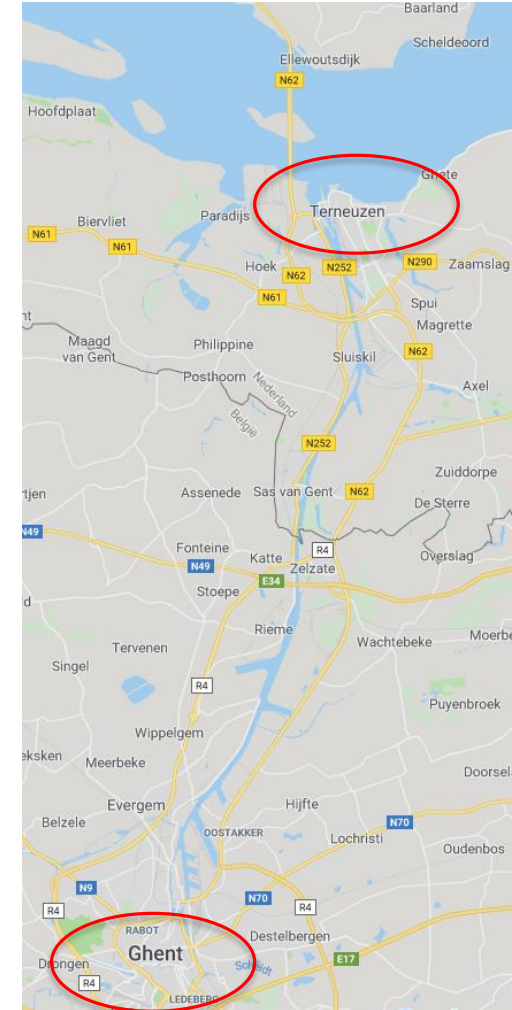 Baarland
Scheldeoord
Ellewoutsdijk
N62
Hoofdplaat
Griete
Paradijs
Terneuzen
Biervliet
N61
N61
Hoek
N62
N252
N290
Zaamslag
N61
Spui
Magrette
Maagd
van Gent
Philippine
Sluiskil
N62
Posthoorn
Nederland
België
Axel
N252
Zuiddorpe
Assenede
Sas van Gent
N62
De Sterre
N49
Fonteine
R4
Overslag
N49
Katte
Zelzate
E34
Stoepe
Rieme
Wachtebeke
Moerbe
Tervenen
Singel
R4
Puyenbroek
Wippelgem
eksken
Meerbeke
Doorsel
Evergem
Hijfte
Belzele
OOSTAKKER
N70
Lochristi
Oudenbos
N9
N70
R4
R4
RABOT
Destelbergen
Ghent
Drongen
Scheldt
E17
R4
LEDEBERG